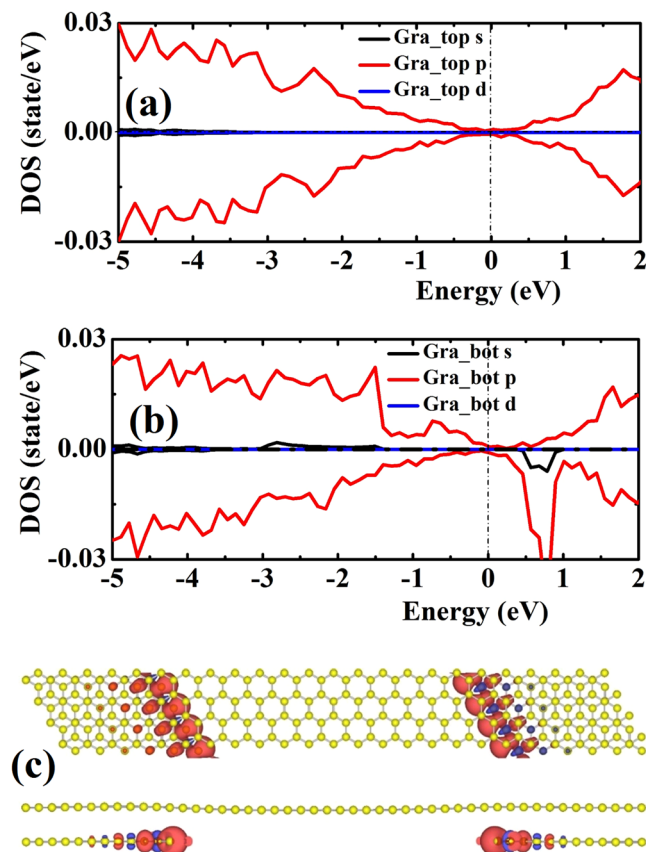 0.03
Gra_top s
Gra_top p
Gra_top d
(a)
0.00
-0.03
DOS (state/eV)
-5 -4 -3 -2 -1 0 1 2
Energy (eV)
0.03
Gra_bot s
Gra_bot p
Gra_bot d
(b)
0.00
-0.03
DOS (state/eV)
-5 -4 -3 -2 -1 0 1 2
Energy (eV)
(c)